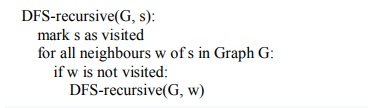 DFS-recursive(G, s):
mark s as visited
for all neighbours w of s in Graph G:
if w is not visited:
DFS-recursive(G, w)